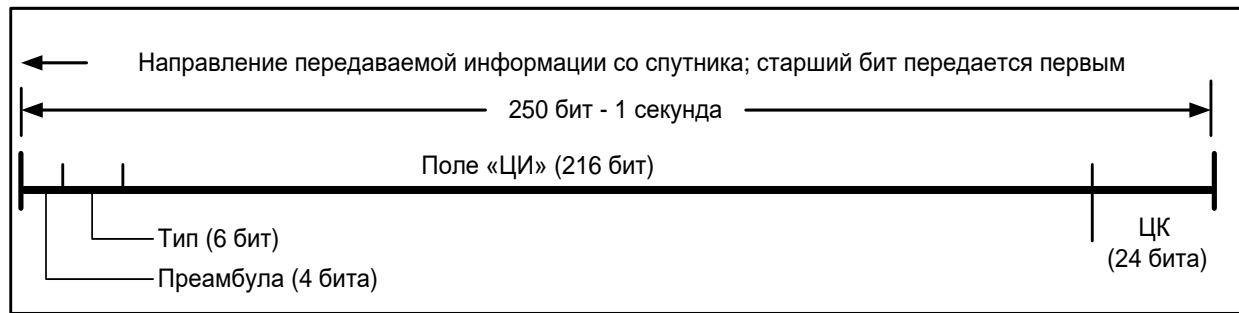 Направление передаваемой информации со спутника; старший бит передается первым
250 бит - 1 секунда
Поле «ЦИ» (216 бит)
Тип (6 бит)
Преамбула (4 бита)
ЦК
(24 бита)